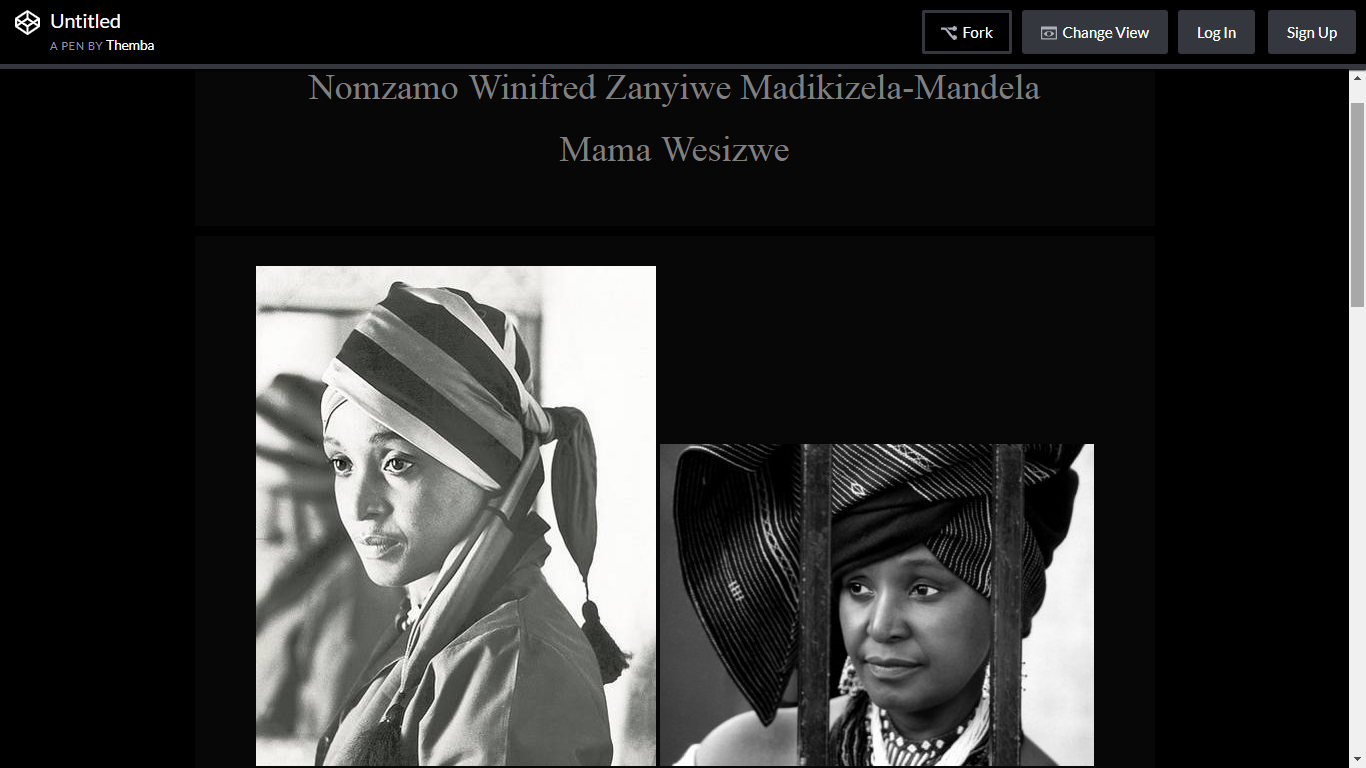 Untitled
A PEN BY Themba
Fork
Change View
Log In
Sign Up
Nomzamo Winifred Zanyiwe Madikizela-Mandela
Mama Wesizwe